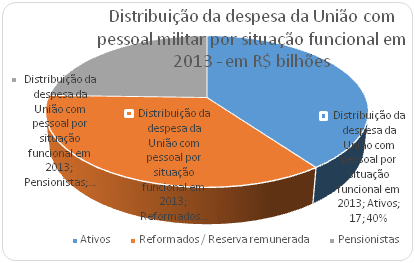 Distribuição da despesa da União com
pessoal militar por situação funcional em
2013 - em R$ bilhões
Distribuição da
despesa da
União com
pessoal por
situação
funcional em
2013;
Pensionistas;...
Distribuição da
despesa da
União com
pessoal por
situação
funcional em
2013;
Reformados...
Distribuição da
despesa da
União com
pessoal por
situação
funcional em
2013; Ativos;
17; 40%
Ativos
Reformados / Reserva remunerada
Pensionistas